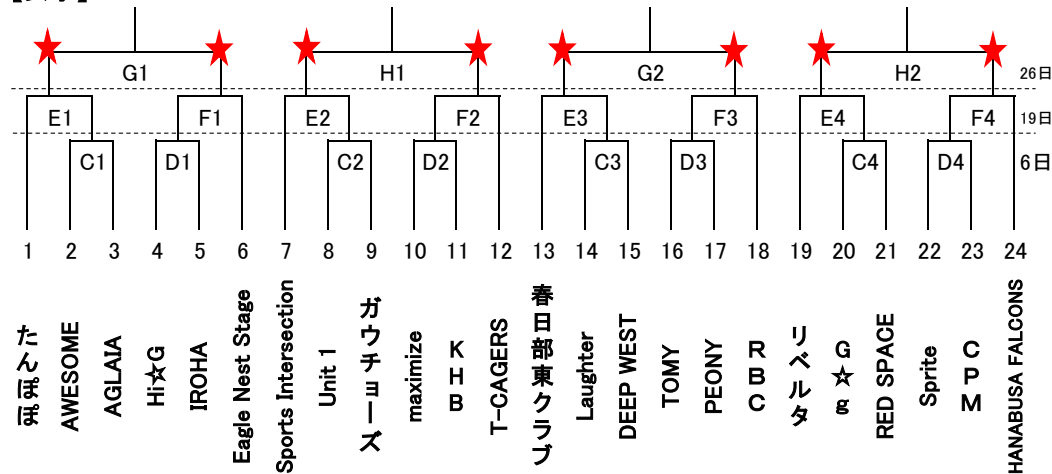 G1 H1 G2 H2 26日
E1 F1 E2 F2 E3 F3 E4 F4 19日
C1 D1 C2 D2 C3 D3 C4 D4 6日
1 2 3 4 5 6 7 8 9 10 11 12 13 14 15 16 17 18 19 20 21 22 23 24
たんぽぽ
AWESOME
AGLAIA
Hi☆G
IROHA
Eagle Nest Stage
Sports Intersection
Unit 1
ガウチョーズ
maximize
KHB
T-CAGERS
春日部東クラブ
Laughter
DEEP WEST
TOMY
PEONY
RBC
リベルタ
G☆g
RED SPACE
Sprite
CPM
HANABUSA FALCONS